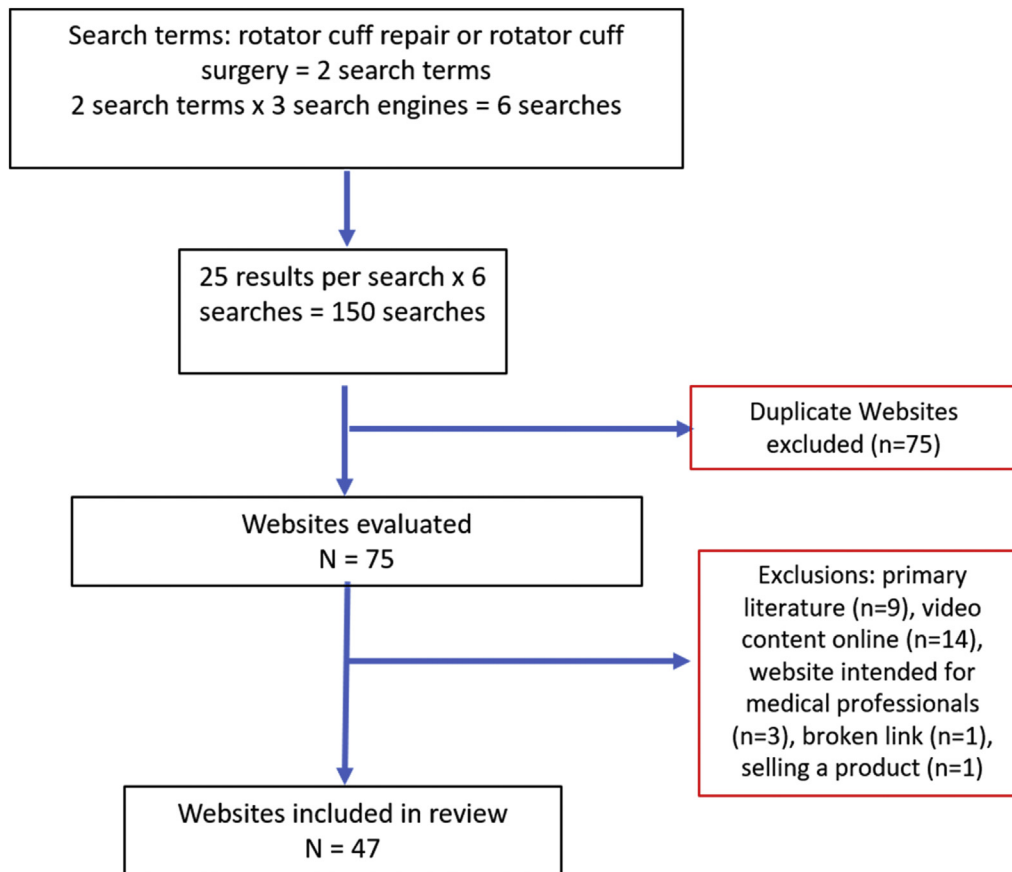 Search terms: rotator cuff repair or rotator cuff
surgery = 2 search terms
2 search terms x 3 search engines = 6 searches
25 results per search x 6
searches = 150 searches
Duplicate Websites
excluded (n=75)
Websites evaluated
N = 75
Exclusions: primary
literature (n=9), video
content online (n=14),
website intended for
medical professionals
(n=3), broken link (n=1),
selling a product (n=1)
Websites included in review
N = 47